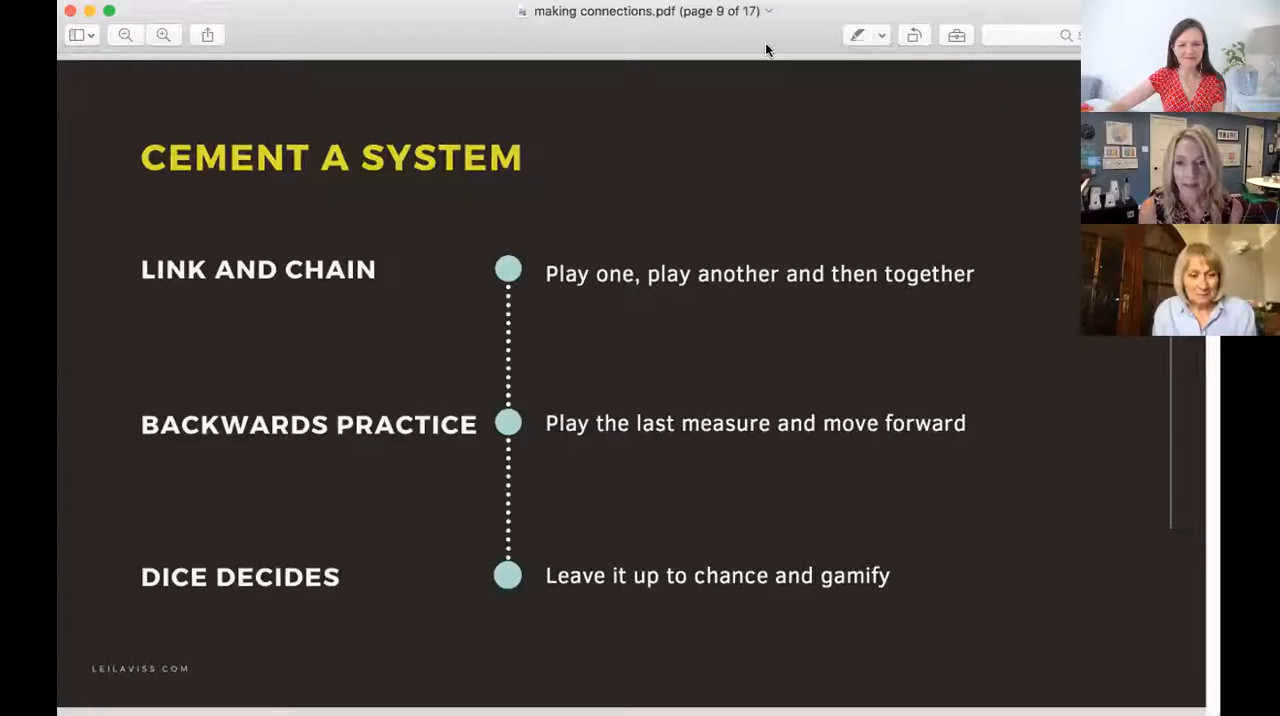 making connections.pdf (page 9 of 17)
CEMENT A SYSTEM
LINK AND CHAIN
Play one, play another and then together
BACKWARDS PRACTICE
Play the last measure and move forward
DICE DECIDES
Leave it up to chance and gamify
LEILAVISS.COM